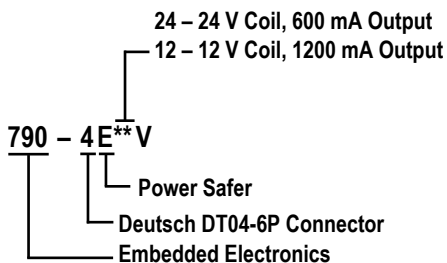 24 – 24 V Coil, 600 mA Output
12 – 12 V Coil, 1200 mA Output
790 – 4E**V
Power Safer
Deutsch DT04-6P Connector
Embedded Electronics